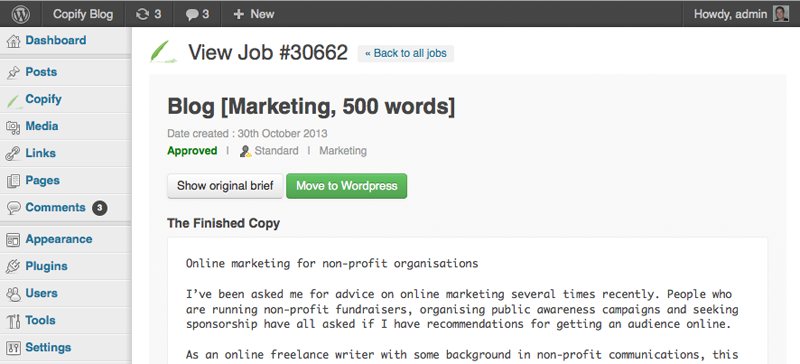 Copify Blog 3 3 + New Howdy, admin
Dashboard
Posts
Copify
Media
Links
Pages
Comments 3
Appearance
Plugins
Users
Tools
Settings
View Job #30662 « Back to all jobs
Blog [Marketing, 500 words]
Date created : 30th October 2013
Approved | Standard | Marketing
Show original brief Move to Wordpress
The Finished Copy
Online marketing for non-profit organisations
I've been asked me for advice on online marketing several times recently. People who
are running non-profit fundraisers, organising public awareness campaigns and seeking
sponsorship have all asked if I have recommendations for getting an audience online.
As an online freelance writer with some background in non-profit communications, this